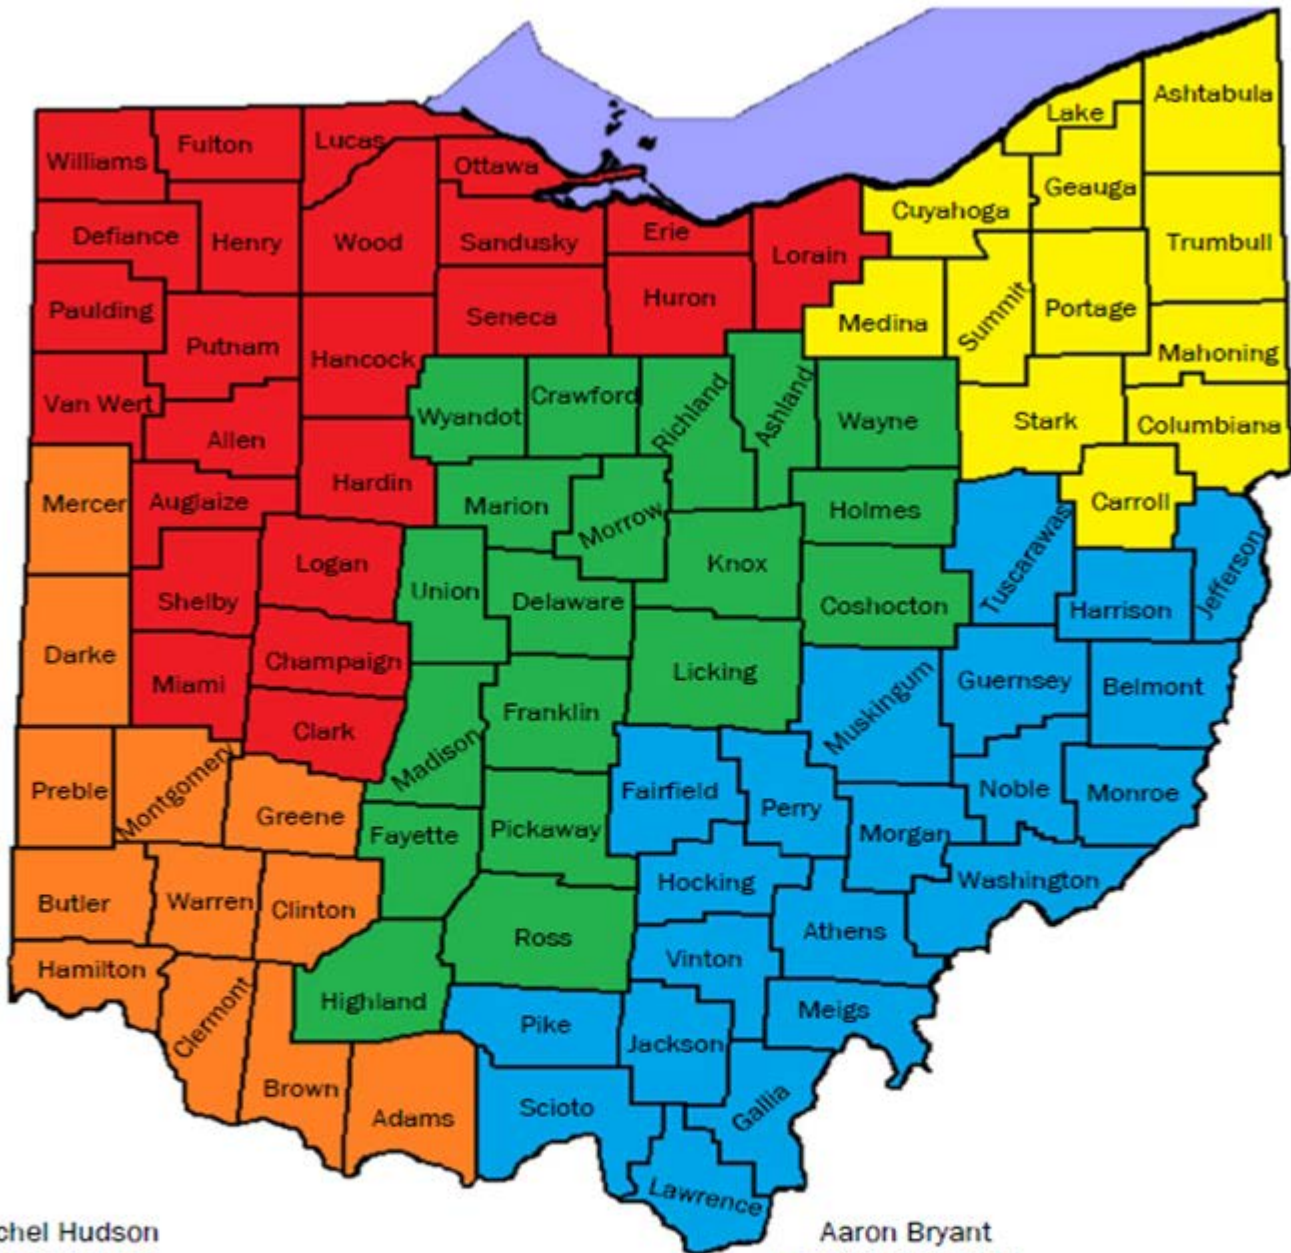 Ashtabula
Lake
Williams
Fulton
Lucas
Ottawa
Geauga
Cuyahoga
Defiance
Henry
Wood
Sandusky
Erie
Lorain
Trumbull
Paulding
Seneca
Huron
Medina
Summit
Portage
Putnam
Hancock
Mahoning
Van Wert
Allen
Wyandot
Crawford
Richland
Ashland
Wayne
Stark
Columbiana
Mercer
Auglaize
Hardin
Marion
Morrow
Holmes
Carroll
Logan
Knox
Tuscarawas
Shelby
Union
Delaware
Coshocton
Harrison
Jefferson
Darke
Miami
Champaign
Licking
Muskingum
Guernsey
Belmont
Clark
Franklin
Madison
Preble
Montgomery
Greene
Fayette
Pickaway
Fairfield
Perry
Morgan
Noble
Monroe
Butler
Warren
Clinton
Hocking
Washington
Ross
Athens
Hamilton
Vinton
Clermont
Highland
Pike
Jackson
Meigs
Brown
Adams
Scioto
Gallia
Lawrence
chel Hudson
Aaron Bryant